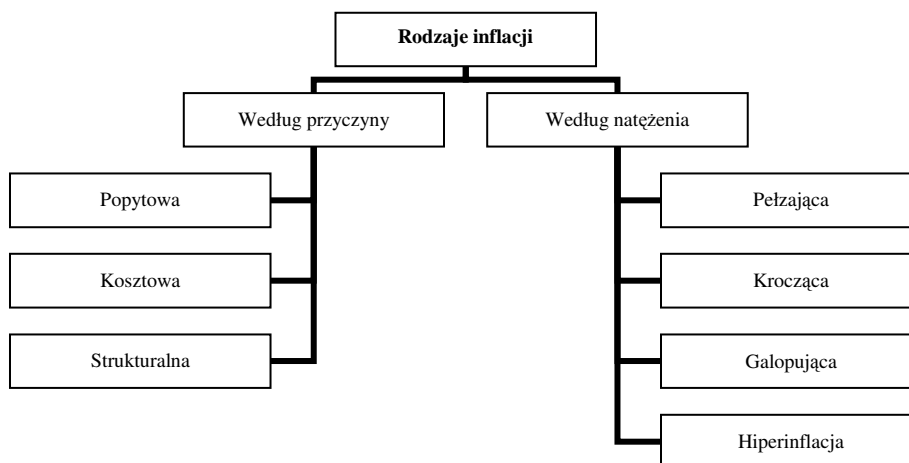 Rodzaje inflacji
Według przyczyny
Według natężenia
Popytowa
Kosztowa
Strukturalna
Pełzająca
Krocząca
Galopująca
Hiperinflacja